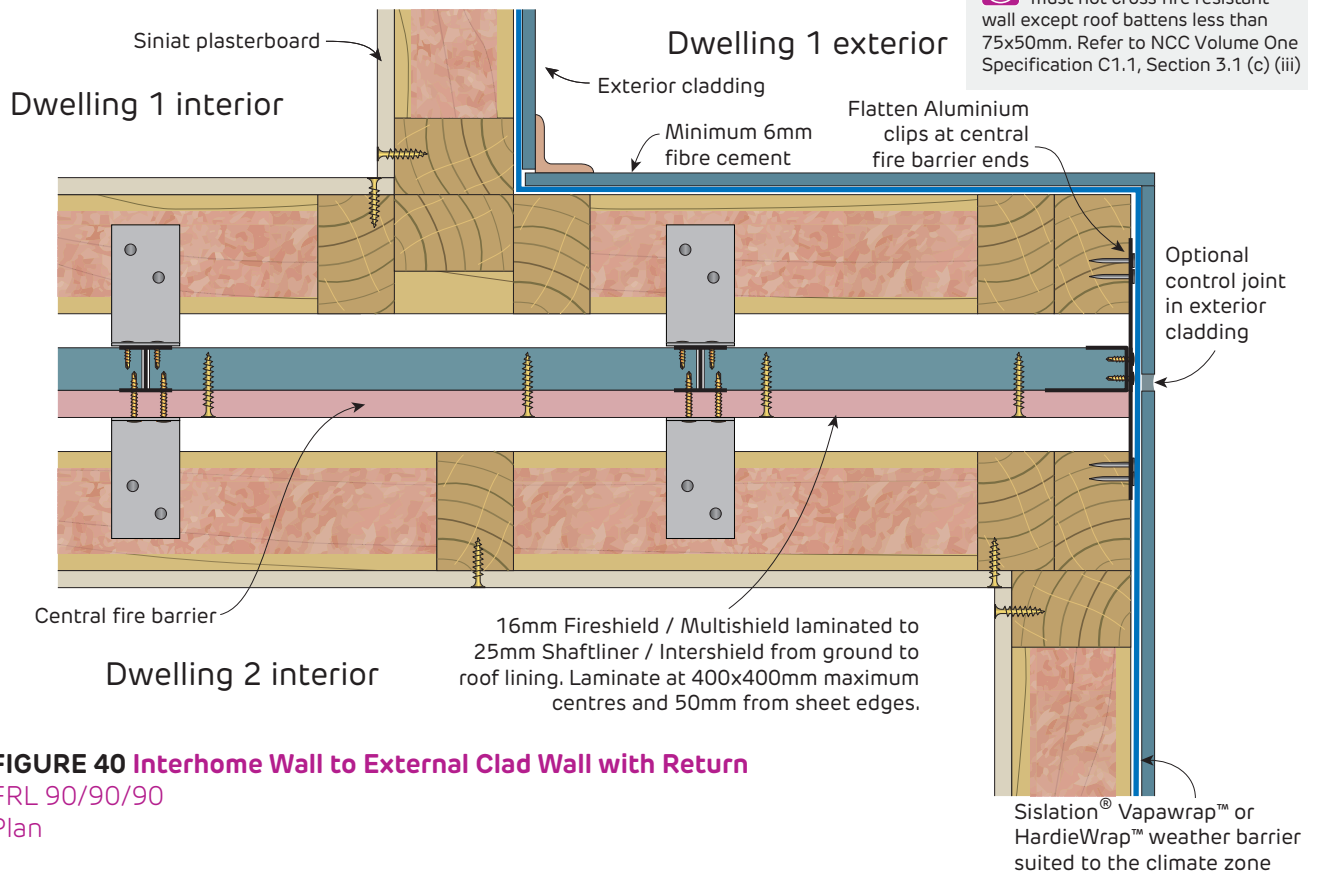 must not cross fire resistant
wall except roof battens less than
75x50mm. Refer to NCC Volume One
Specification C1.1, Section 3.1 (c) (iii)
Siniat plasterboard
Dwelling 1 exterior
Dwelling 1 interior
Exterior cladding
Minimum 6mm
fibre cement
Flatten Aluminium
clips at central
fire barrier ends
Optional
control joint
in exterior
cladding
Central fire barrier
Dwelling 2 interior
16mm Fireshield / Multishield laminated to
25mm Shaftliner / Intershield from ground to
roof lining. Laminate at 400x400mm maximum
centres and 50mm from sheet edges.
FIGURE 40 Interhome Wall to External Clad Wall with Return
FRL 90/90/90
Plan
Sislation® Vapawrap™ or
HardieWrap™ weather barrier
suited to the climate zone